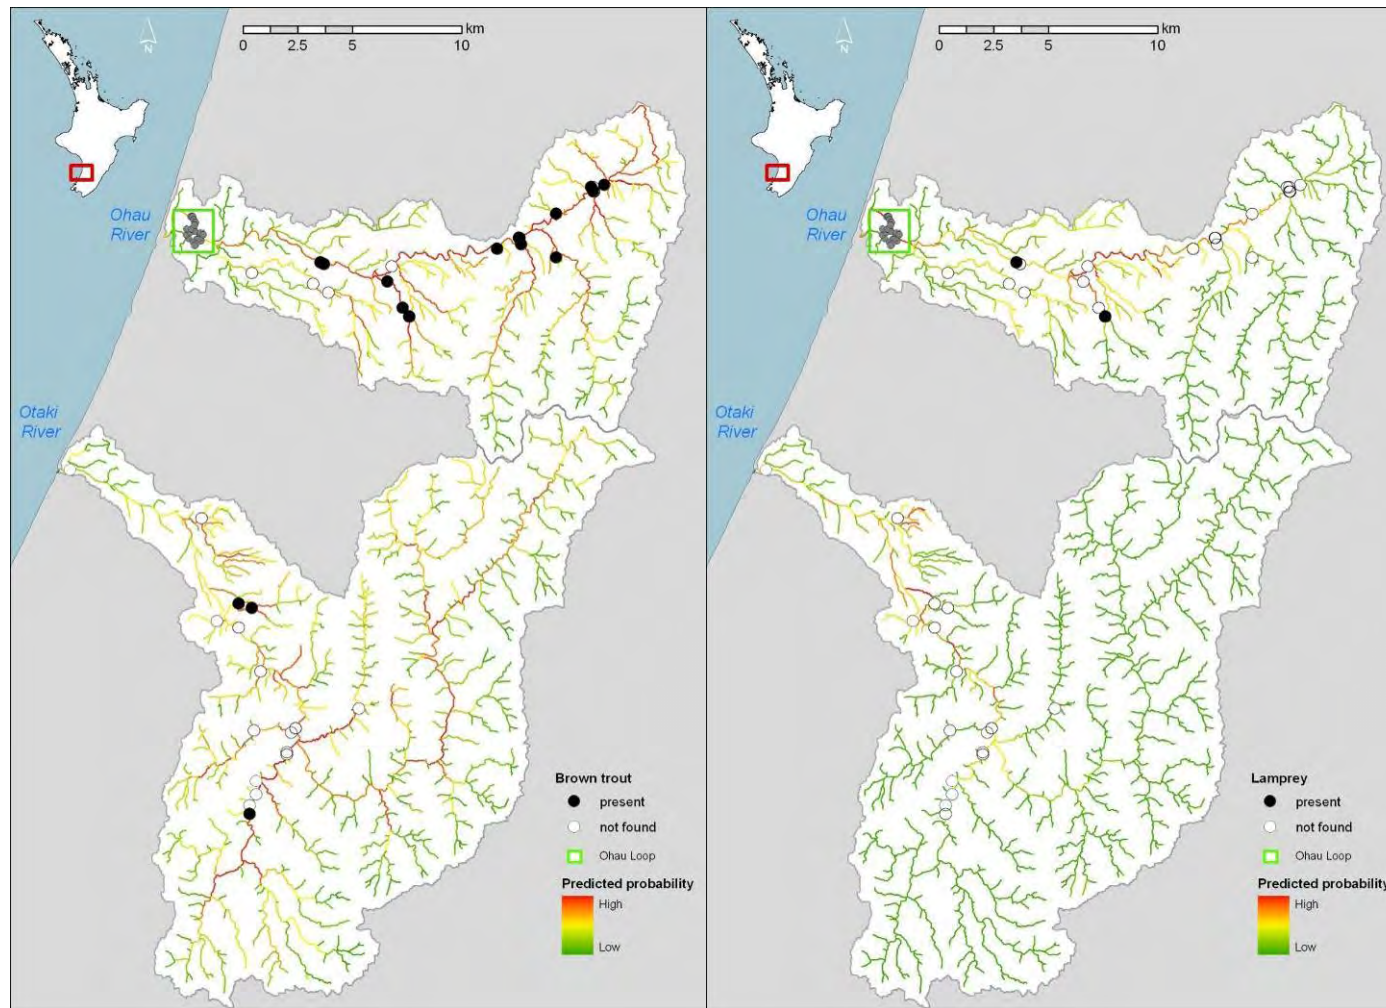 N
km
0 2.5 5 10
Ohau
River
Otaki
River
Brown trout
present
not found
Ohau Loop
Predicted probability
High
Low
N
km
0 2.5 5 10
Ohau
River
Otaki
River
Lamprey
present
not found
Ohau Loop
Predicted probability
High
Low